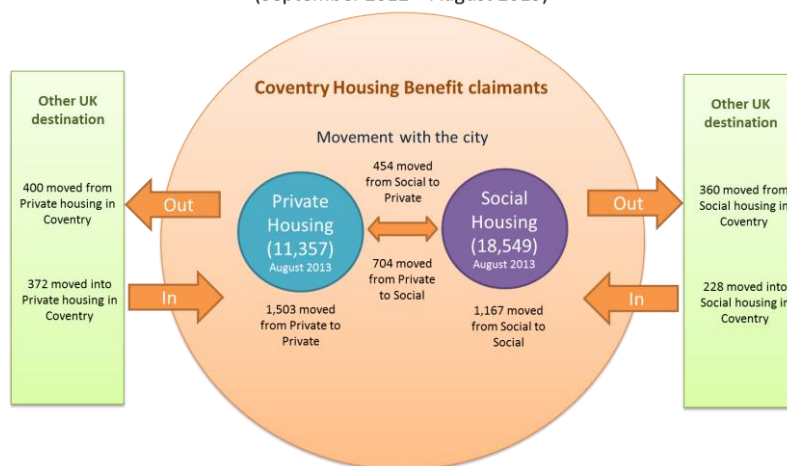 Coventry Housing Benefit claimants
Other UK
destination
400 moved from
Private housing in
Coventry
Out
372 moved into
Private housing in
Coventry
In
Movement with the city
454 moved
from Social to
Private
Private
Housing
(11,357)
August 2013
Social
Housing
(18,549)
August 2013
704 moved
from Private
to Social
1,503 moved
from Private to
Private
1,167 moved
from Social to
Social
Other UK
destination
Out
360 moved from
Social housing in
Coventry
In
228 moved into
Social housing in
Coventry